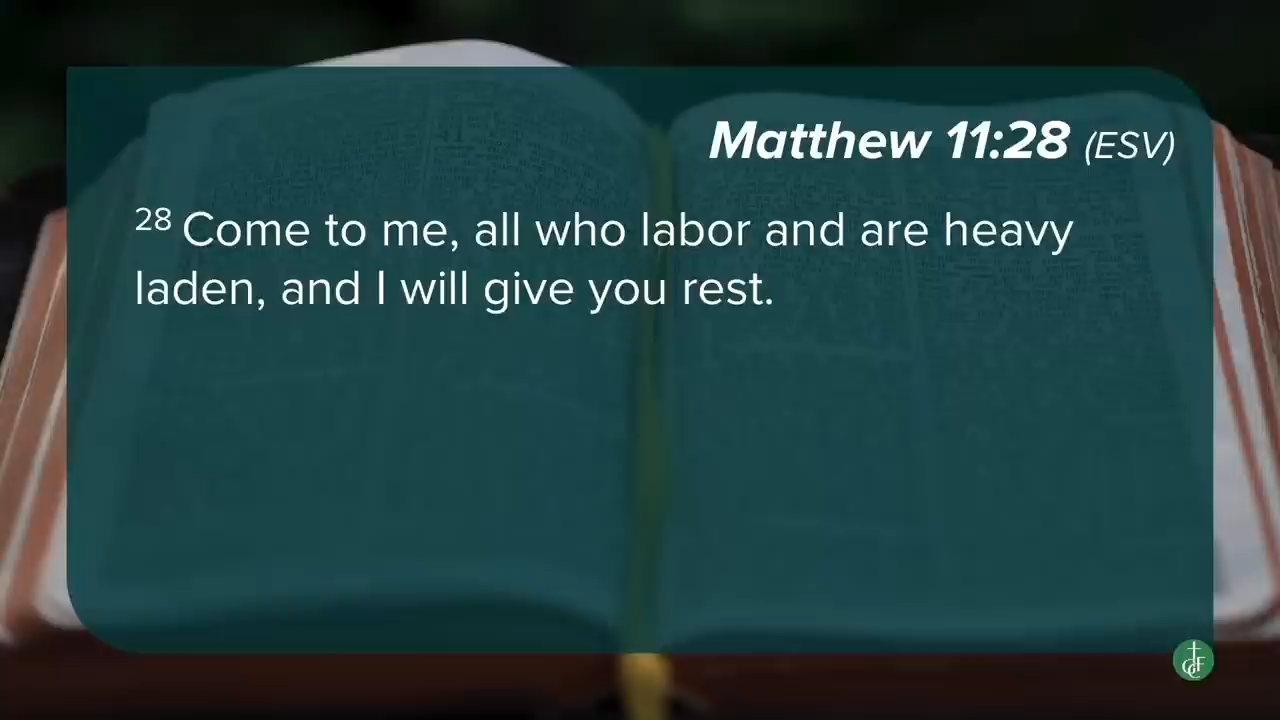 Matthew 11:28 (ESV)
28 Come to me, all who labor and are heavy
laden, and I will give you rest.